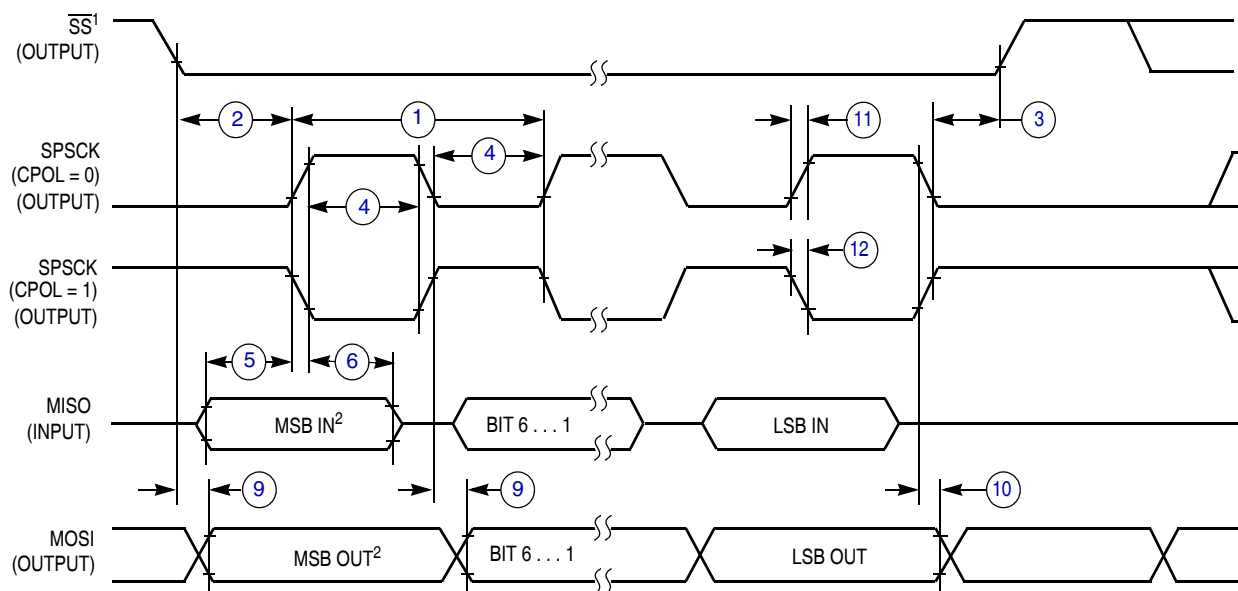 SS¹
(OUTPUT)
2
1
11
3
SPSCK
(CPOL = 0)
(OUTPUT)
4
4
SPSCK
(CPOL = 1)
(OUTPUT)
12
5
6
MISO
(INPUT)
MSB IN²
BIT 6 . . . 1
LSB IN
9
9
10
MOSI
(OUTPUT)
MSB OUT²
BIT 6 . . . 1
LSB OUT